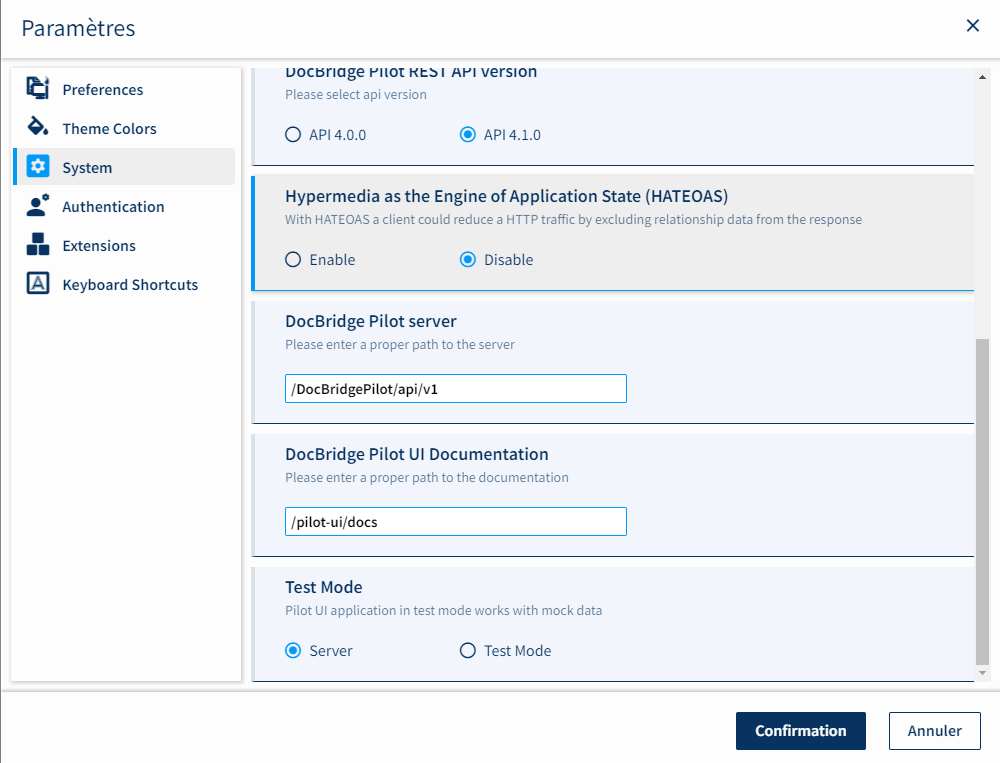 Paramètres
Preferences
Theme Colors
System
Authentication
Extensions
Keyboard Shortcuts
DocBridge Pilot REST API version
Please select api version
API 4.0.0 API 4.1.0
Hypermedia as the Engine of Application State (HATEOAS)
With HATEOAS a client could reduce a HTTP traffic by excluding relationship data from the response
Enable Disable
DocBridge Pilot server
Please enter a proper path to the server
/DocBridgePilot/api/v1
DocBridge Pilot UI Documentation
Please enter a proper path to the documentation
/pilot-ui/docs
Test Mode
Pilot UI application in test mode works with mock data
Server Test Mode
Confirmation Annuler